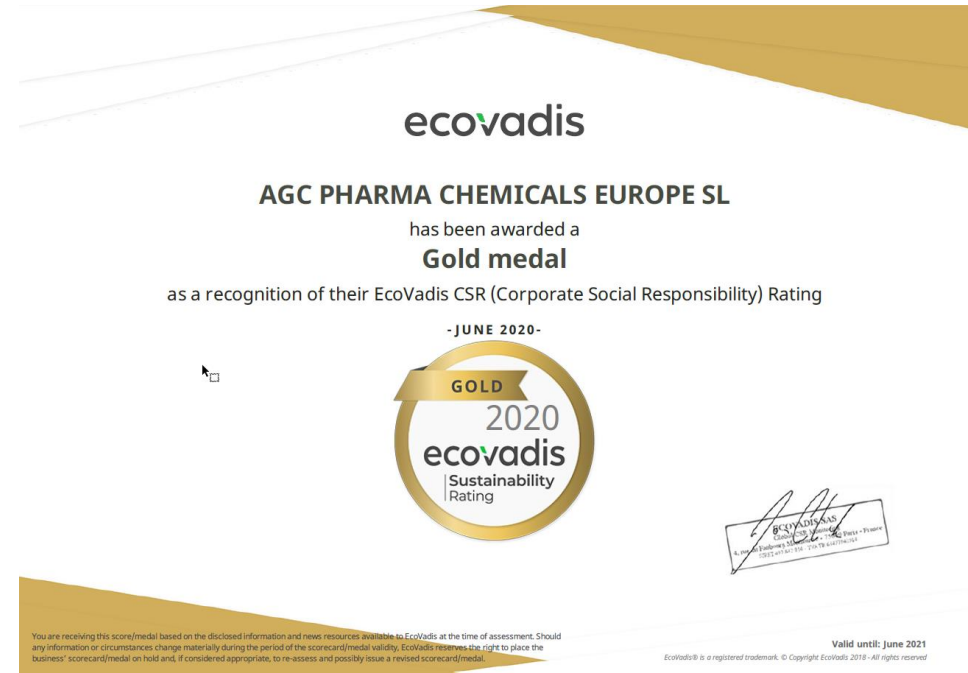 ecovadis
AGC PHARMA CHEMICALS EUROPE SL
has been awarded a
Gold medal
as a recognition of their EcoVadis CSR (Corporate Social Responsibility) Rating
-JUNE 2020-
GOLD
2020
ecovadis
Sustainability
Rating
ECOVADIS SAS
Paris - France
You are receiving this score/medal based on the disclosed information and news resources available to EcoVadis at the time of assessment. Should
any information or circumstances change materially during the period of the scorecard/medal validity, EcoVadis reserves the right to place the
business' scorecard/medal on hold and, if considered appropriate, to re-assess and possibly issue a revised scorecard/medal.
Valid until: June 2021
EcoVadis® is a registered trademark. © Copyright EcoVadis 2018 - All rights reserved